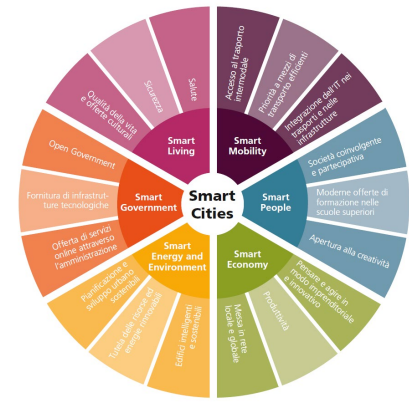 Smart
Cities
Smart
Living
Qualità della vita
e offerte culturali
Sicurezza
Salute
Smart
Mobility
Accesso al trasporto
intermodale
Priorità a mezzi di
trasporto efficienti
Integrazione dell'IT nei
trasporti e nelle
infrastrutture
Smart
People
Società coinvolgente
e partecipativa
Moderne offerte di
formazione nelle
scuole superiori
Apertura alla creatività
Smart
Economy
Pensare e agire in
modo imprenditoriale
e innovativo
Produttività
Messa in rete
locale e globale
Smart
Energy and
Environment
Edifici intelligenti
e sostenibili
Tutela delle risorse ed
energie rinnovabili
Pianificazione e
sviluppo urbano
sostenibili
Smart
Government
Offerta di servizi
online attraverso
l'amministrazione
Fornitura di infrastrut-
ture tecnologiche
Open Government